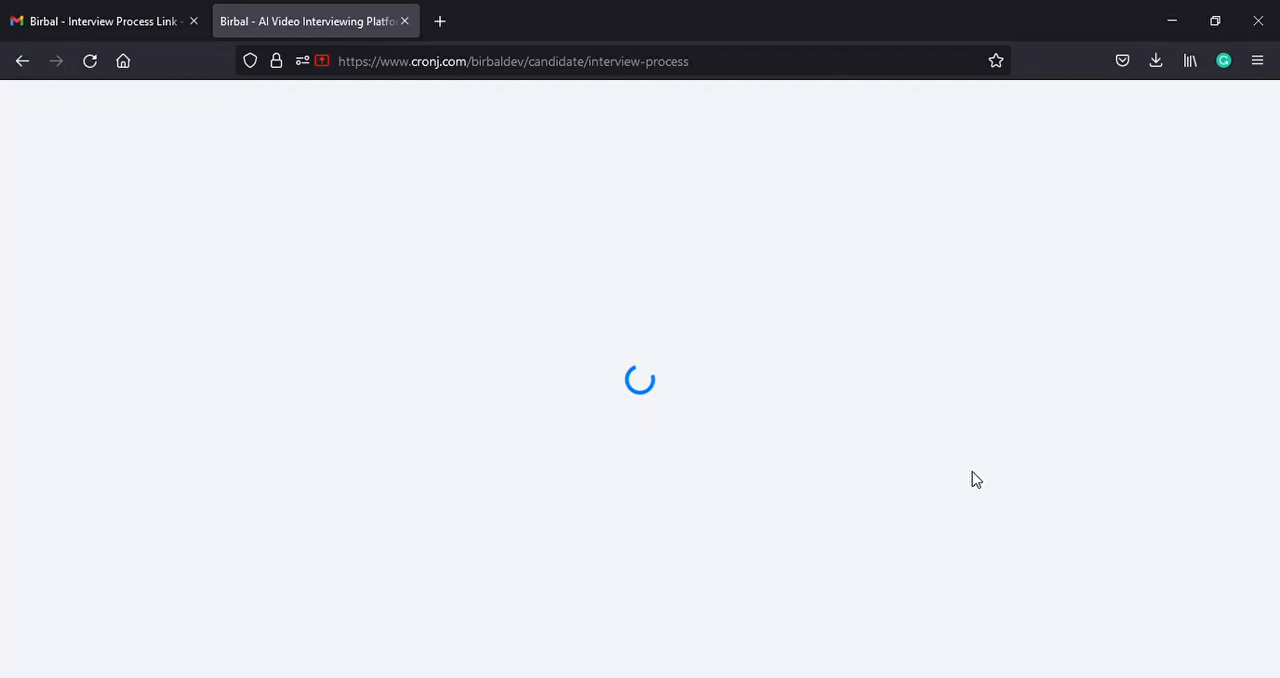 Birbal - Interview Process Link -
Birbal - AI Video Interviewing Platfo
https://www.cronj.com/birbaldev/candidate/interview-process